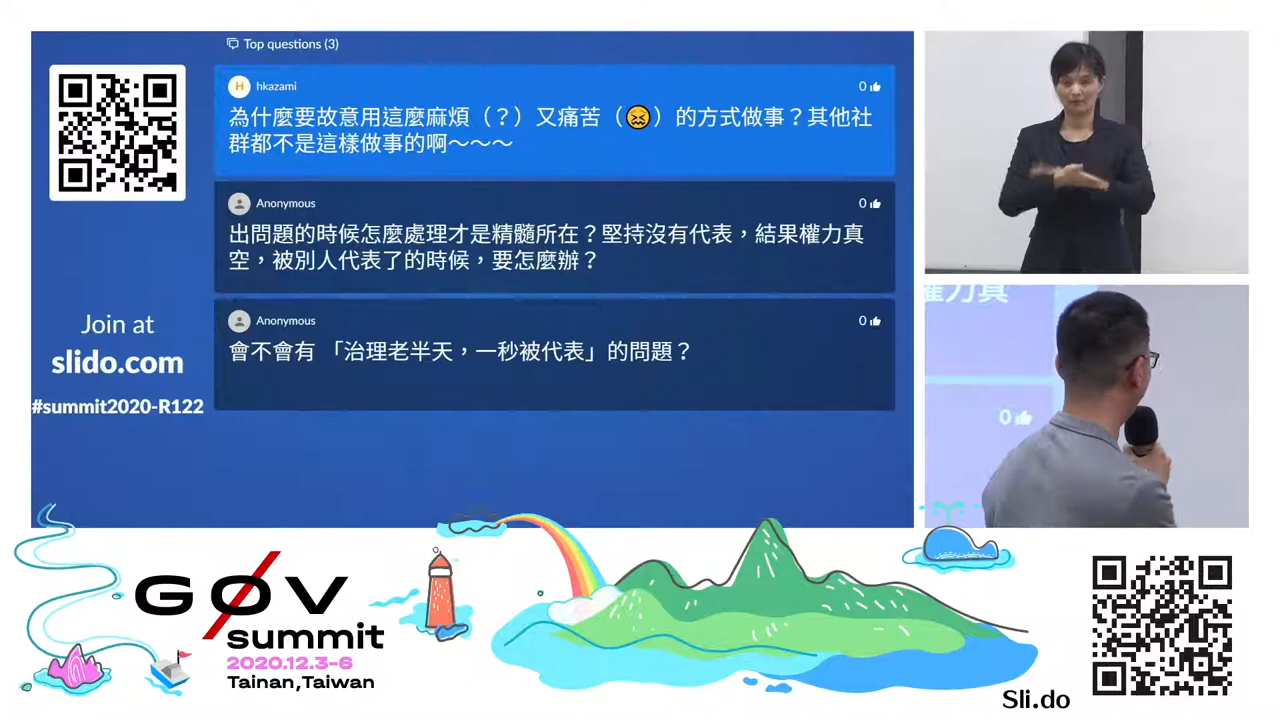 Top questions (3)
H
hkazami
0
為什麼要故意用這麼麻煩（？）又痛苦（😖）的方式做事？其他社
群都不是這樣做事的啊～～～
Anonymous
0
出問題的時候怎麼處理才是精髓所在？堅持沒有代表，結果權力真
空，被別人代表了的時候，要怎麼辦？
Anonymous
0
會不會有 「治理老半天，一秒被代表」的問題？
Join at
slido.com
#summit2020-R122
權力真
0
GØV
summit
2020.12.3-6
Tainan,Taiwan
Sli.do